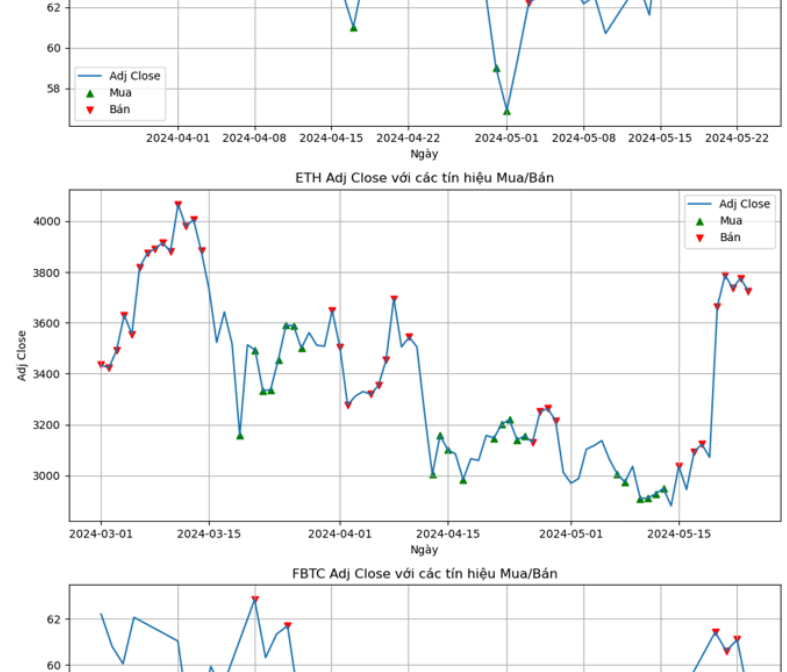 62
60
58
Adj Close
Mua
Bán
2024-04-01 2024-04-08 2024-04-15 2024-04-22 2024-05-01 2024-05-08 2024-05-15 2024-05-22
Ngày
ETH Adj Close với các tín hiệu Mua/Bán
Adj Close
4000
3800
3600
3400
3200
3000
Adj Close
Mua
Bán
2024-03-01 2024-03-15 2024-04-01 2024-04-15 2024-05-01 2024-05-15
Ngày
FBTC Adj Close với các tín hiệu Mua/Bán
62
60